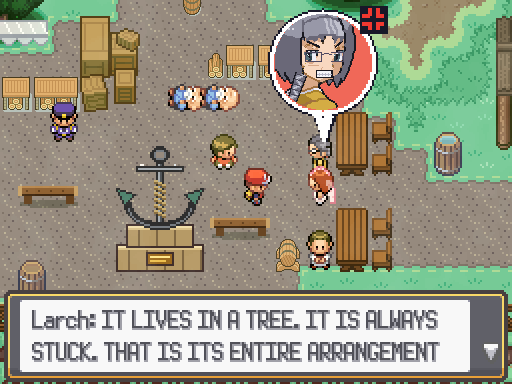 Larch: IT LIVES IN A TREE. IT IS ALWAYS
STUCK. THAT IS ITS ENTIRE ARRANGEMENT